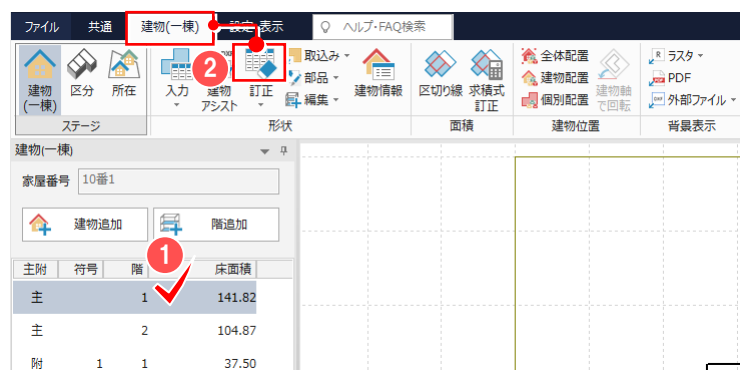 ファイル 共通 建物(一棟) 設定・表示 ヘルプ・FAQ検索
2
建物 (一棟) 区分 所在 入力 建物 アシスト 訂正 取込み 部品 編集 建物情報 区切り線 求積式 訂正 全体配置 建物配置 個別配置 建物軸 で回転 ラスタ PDF 外部ファイル
ステージ 形状 面積 建物位置 背景表示
建物(一棟)
家屋番号 10番1
建物追加 階追加
1
主附 符号 階 床面積
主 1 141.82
主 2 104.87
附 1 1 37.50